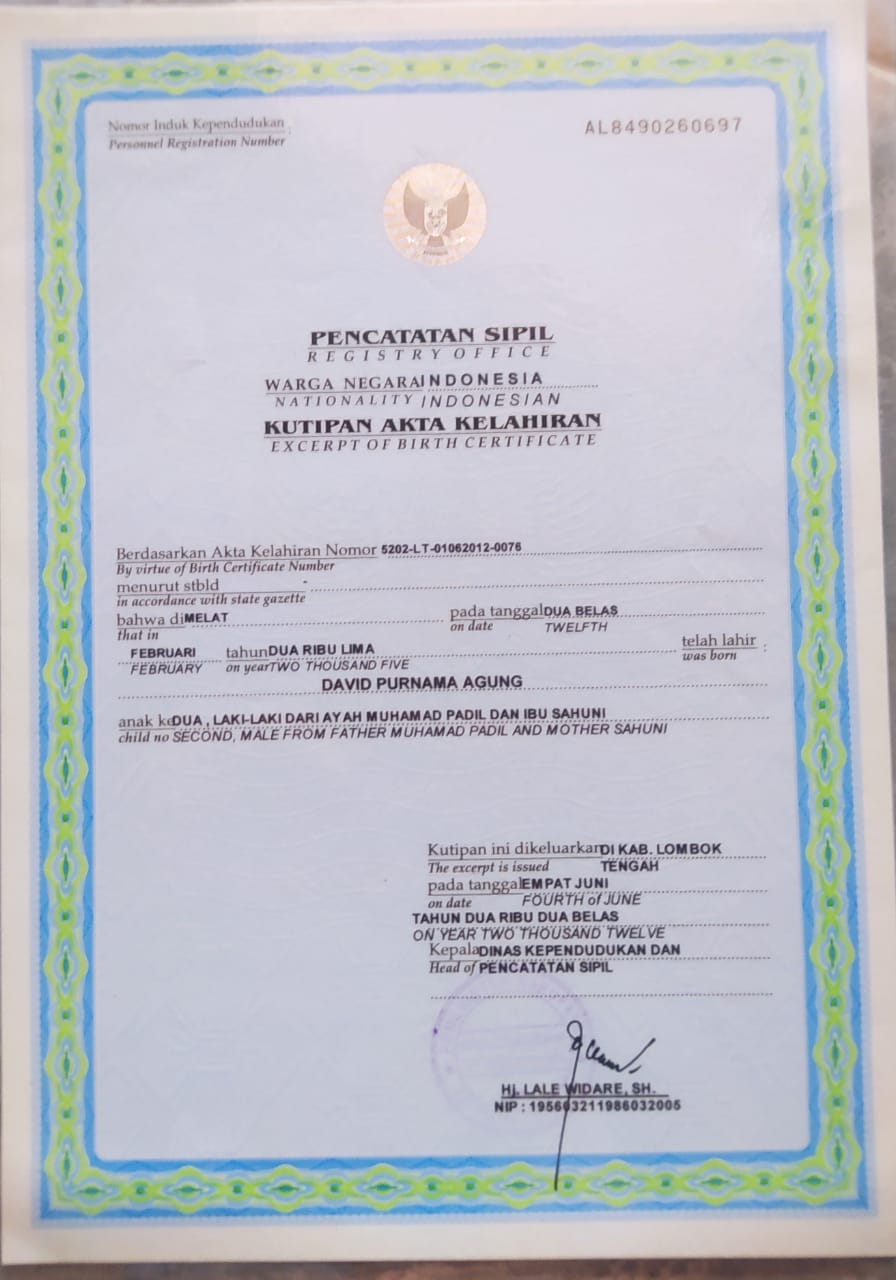 Nomor Induk Kependudukan :
Personnel Registration Number
AL8490260697
PENCATATAN SIPIL
REGISTRY OFFICE
WARGA NEGARA INDONESIA
NATIONALITY INDONESIAN
KUTIPAN AKTA KELAHIRAN
EXCERPT OF BIRTH CERTIFICATE
Berdasarkan Akta Kelahiran Nomor 5202-LT-01062012-0076
By virtue of Birth Certificate Number
menurut stbld -
in accordance with state gazette
bahwa di MELAT pada tanggal DUA BELAS
that in on date TWELFTH
FEBRUARI tahun DUA RIBU LIMA telah lahir :
FEBRUARY on year TWO THOUSAND FIVE was born
DAVID PURNAMA AGUNG
anak ke DUA , LAKI-LAKI DARI AYAH MUHAMAD PADIL DAN IBU SAHUNI
child no SECOND, MALE FROM FATHER MUHAMAD PADIL AND MOTHER SAHUNI
Kutipan ini dikeluarkan DI KAB. LOMBOK
The excerpt is issued TENGAH
pada tanggal EMPAT JUNI
on date FOURTH of JUNE
TAHUN DUA RIBU DUA BELAS
ON YEAR TWO THOUSAND TWELVE
Kepala DINAS KEPENDUDUKAN DAN
Head of PENCATATAN SIPIL
Hj. LALE WIDARE, SH.
NIP : 195603211986032005